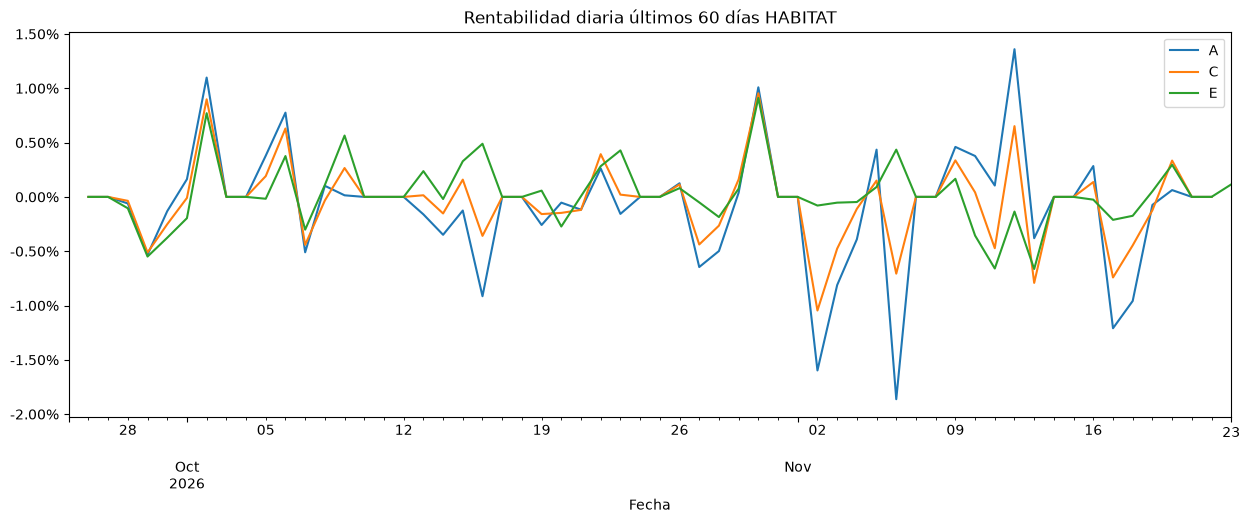 Rentabilidad diaria últimos 60 días HABITAT
1.50%
1.00%
0.50%
0.00%
-0.50%
-1.00%
-1.50%
-2.00%
A
C
E
28 05 12 19 26 02 09 16 23
Oct Nov
2026
Fecha